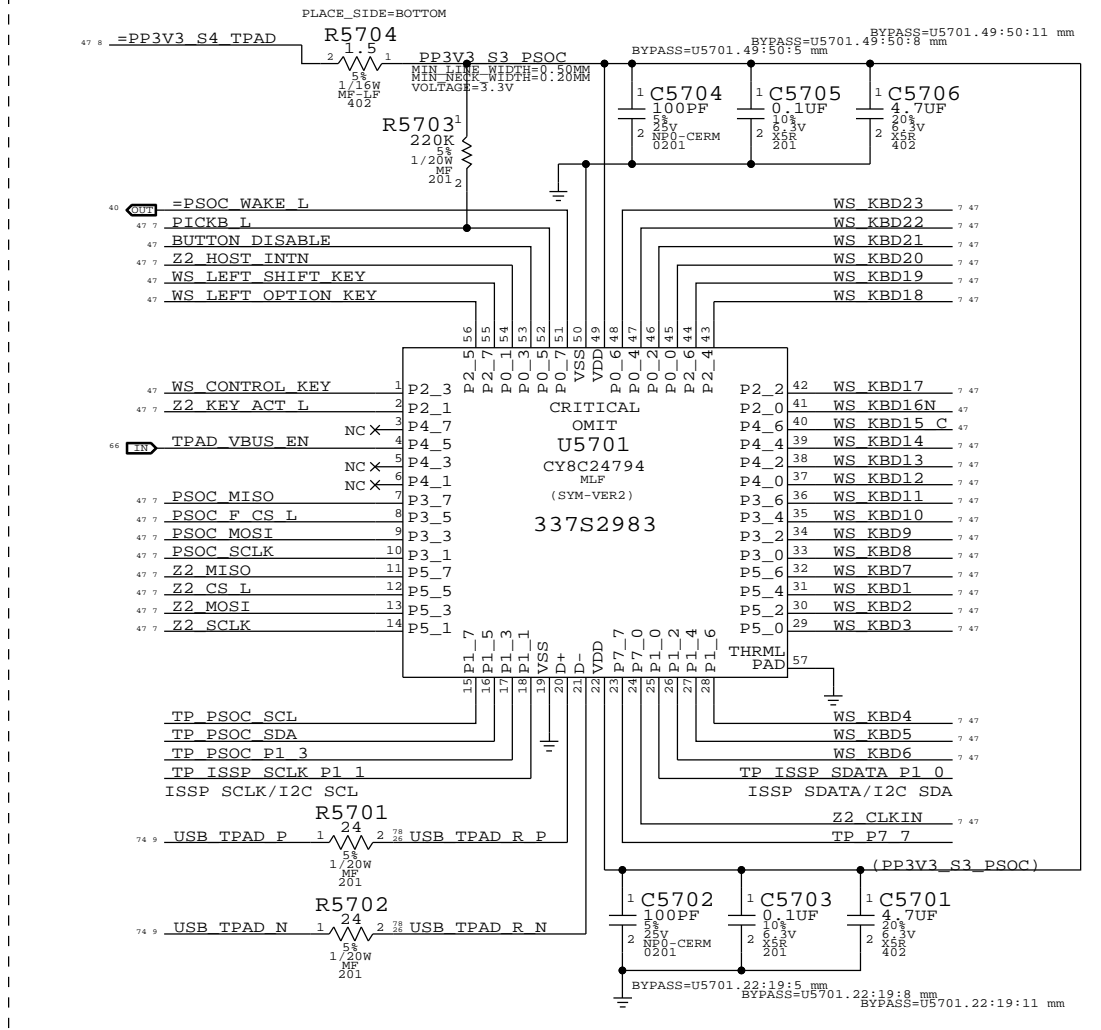 PLACE_SIDE=BOTTOM
47 8 =PP3V3_S4_TPAD
R5704
1.5
2 1
5%
1/16W
MF-LF
402
PP3V3_S3_PSOC
MIN_LINE_WIDTH=0.50MM
MIN_NECK_WIDTH=0.20MM
VOLTAGE=3.3V
BYPASS=U5701.49:50:5 mm
BYPASS=U5701.49:50:8 mm
BYPASS=U5701.49:50:11 mm
R5703
1
220K
5%
1/20W
MF
201
2
1 C5704
100PF
5%
25V
2 NP0-CERM
0201
1 C5705
0.1UF
10%
6.3V
2 X5R
201
1 C5706
4.7UF
20%
6.3V
2 X5R
402
40 OUT =PSOC_WAKE_L
47 7 PICKB_L
47 BUTTON_DISABLE
47 7 Z2_HOST_INTN
47 WS_LEFT_SHIFT_KEY
47 WS_LEFT_OPTION_KEY
WS_KBD23 7 47
WS_KBD22 7 47
WS_KBD21 7 47
WS_KBD20 7 47
WS_KBD19 7 47
WS_KBD18 7 47
56 55 54 53 52 51 50 49 48 47 46 45 44 43
P2_5 P2_7 P0_1 P0_3 P0_5 P0_7 VSS VDD P0_6 P0_4 P0_2 P0_0 P2_6 P2_4
47 WS_CONTROL_KEY 1 P2_3
47 7 Z2_KEY_ACT_L 2 P2_1
NC 3 P4_7
66 IN TPAD_VBUS_EN 4 P4_5
NC 5 P4_3
NC 6 P4_1
47 7 PSOC_MISO 7 P3_7
47 7 PSOC_F_CS_L 8 P3_5
47 7 PSOC_MOSI 9 P3_3
47 7 PSOC_SCLK 10 P3_1
47 7 Z2_MISO 11 P5_7
47 7 Z2_CS_L 12 P5_5
47 7 Z2_MOSI 13 P5_3
47 7 Z2_SCLK 14 P5_1
CRITICAL
OMIT
U5701
CY8C24794
MLF
(SYM-VER2)
337S2983
P2_2 42 WS_KBD17 7 47
P2_0 41 WS_KBD16N 47
P4_6 40 WS_KBD15_C 47
P4_4 39 WS_KBD14 7 47
P4_2 38 WS_KBD13 7 47
P4_0 37 WS_KBD12 7 47
P3_6 36 WS_KBD11 7 47
P3_4 35 WS_KBD10 7 47
P3_2 34 WS_KBD9 7 47
P3_0 33 WS_KBD8 7 47
P5_6 32 WS_KBD7 7 47
P5_4 31 WS_KBD1 7 47
P5_2 30 WS_KBD2 7 47
P5_0 29 WS_KBD3 7 47
THRML
PAD 57
P1_7 P1_5 P1_3 P1_1 VSS D+ D- VDD P7_7 P7_0 P1_0 P1_2 P1_4 P1_6
15 16 17 18 19 20 21 22 23 24 25 26 27 28
TP_PSOC_SCL
TP_PSOC_SDA
TP_PSOC_P1_3
TP_ISSP_SCLK_P1_1
ISSP SCLK/I2C SCL
WS_KBD4 7 47
WS_KBD5 7 47
WS_KBD6 7 47
TP_ISSP_SDATA_P1_0
ISSP SDATA/I2C SDA
Z2_CLKIN 7 47
TP_P7_7
R5701
74 9 USB_TPAD_P 1 24 2 78 26 USB_TPAD_R_P
5%
1/20W
MF
201
R5702
74 9 USB_TPAD_N 1 24 2 78 26 USB_TPAD_R_N
5%
1/20W
MF
201
(PP3V3_S3_PSOC)
1 C5702
100PF
5%
25V
2 NP0-CERM
0201
1 C5703
0.1UF
10%
6.3V
2 X5R
201
1 C5701
4.7UF
20%
6.3V
2 X5R
402
BYPASS=U5701.22:19:5 mm
BYPASS=U5701.22:19:8 mm
BYPASS=U5701.22:19:11 mm